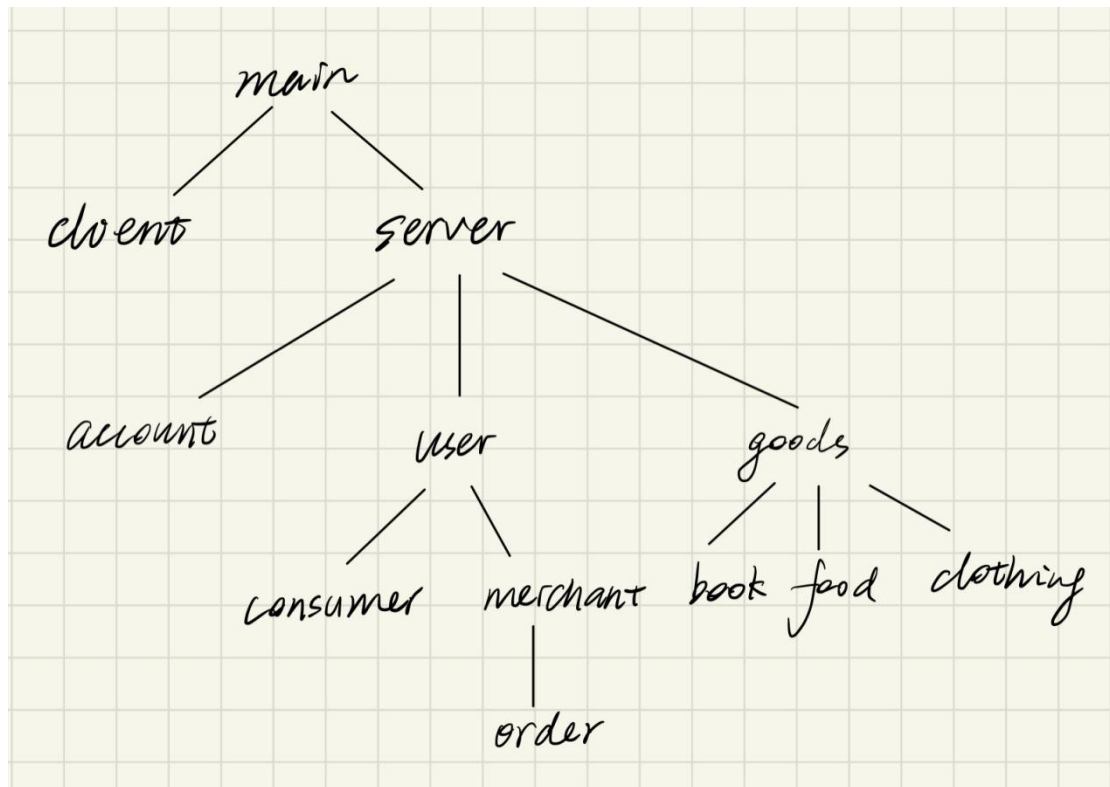 main
client
server
account
user
goods
consumer
merchant
book
food
clothing
order